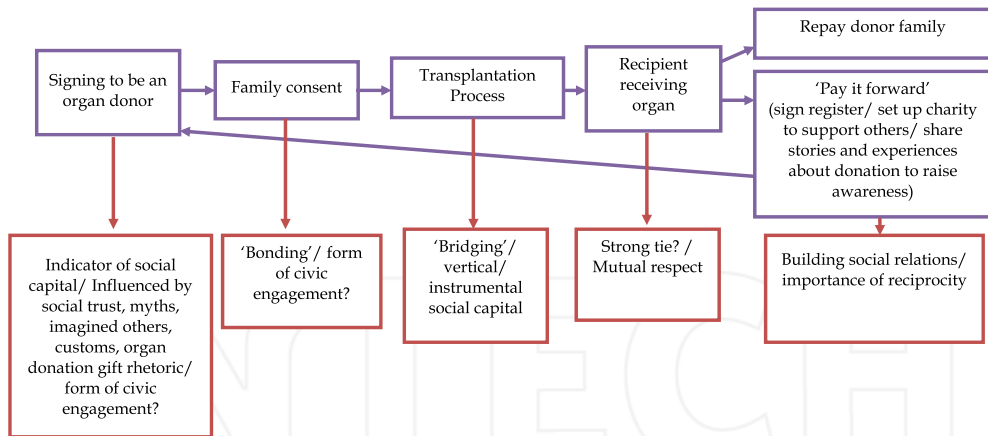 Signing to be an
organ donor
Family consent
Transplantation
Process
Recipient
receiving
organ
Repay donor family
‘Pay it forward’
(sign register/ set up charity
to support others/ share
stories and experiences
about donation to raise
awareness)
Indicator of social
capital/ Influenced by
social trust, myths,
imagined others,
customs, organ
donation gift rhetoric/
form of civic
engagement?
‘Bonding’/ form
of civic
engagement?
‘Bridging’/
vertical/
instrumental
social capital
Strong tie? /
Mutual respect
Building social relations/
importance of reciprocity
NTECH